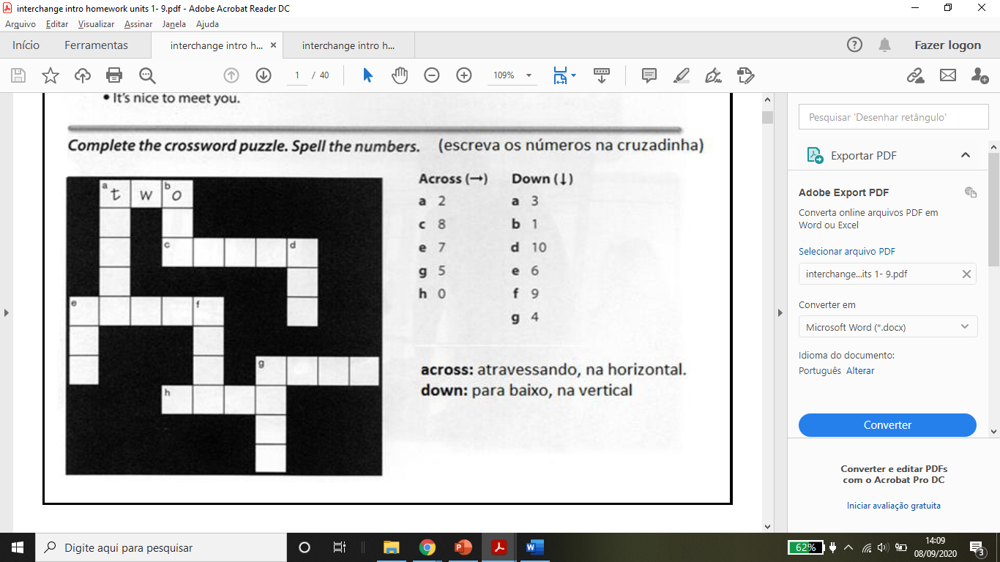 interchange intro homework units 1- 9.pdf - Adobe Acrobat Reader DC
Arquivo Editar Visualizar Assinar Janela Ajuda
Início Ferramentas interchange intro h... interchange intro h... Fazer logon
1 / 40 109%
• It's nice to meet you.
Complete the crossword puzzle. Spell the numbers. (escreva os números na cruzadinha)
a t w b o
c d
e f
g
h
Across (→) Down (↓)
a 2 a 3
c 8 b 1
e 7 d 10
g 5 e 6
h 0 f 9
g 4
across: atravessando, na horizontal.
down: para baixo, na vertical
Pesquisar 'Desenhar retângulo'
Exportar PDF
Adobe Export PDF
Converta online arquivos PDF em
Word ou Excel
Selecionar arquivo PDF
interchange...its 1- 9.pdf
Converter em
Microsoft Word (*.docx)
Idioma do documento:
Português Alterar
Converter
Converter e editar PDFs
com o Acrobat Pro DC
Iniciar avaliação gratuita
Digite aqui para pesquisar
62%
14:09
08/09/2020
3